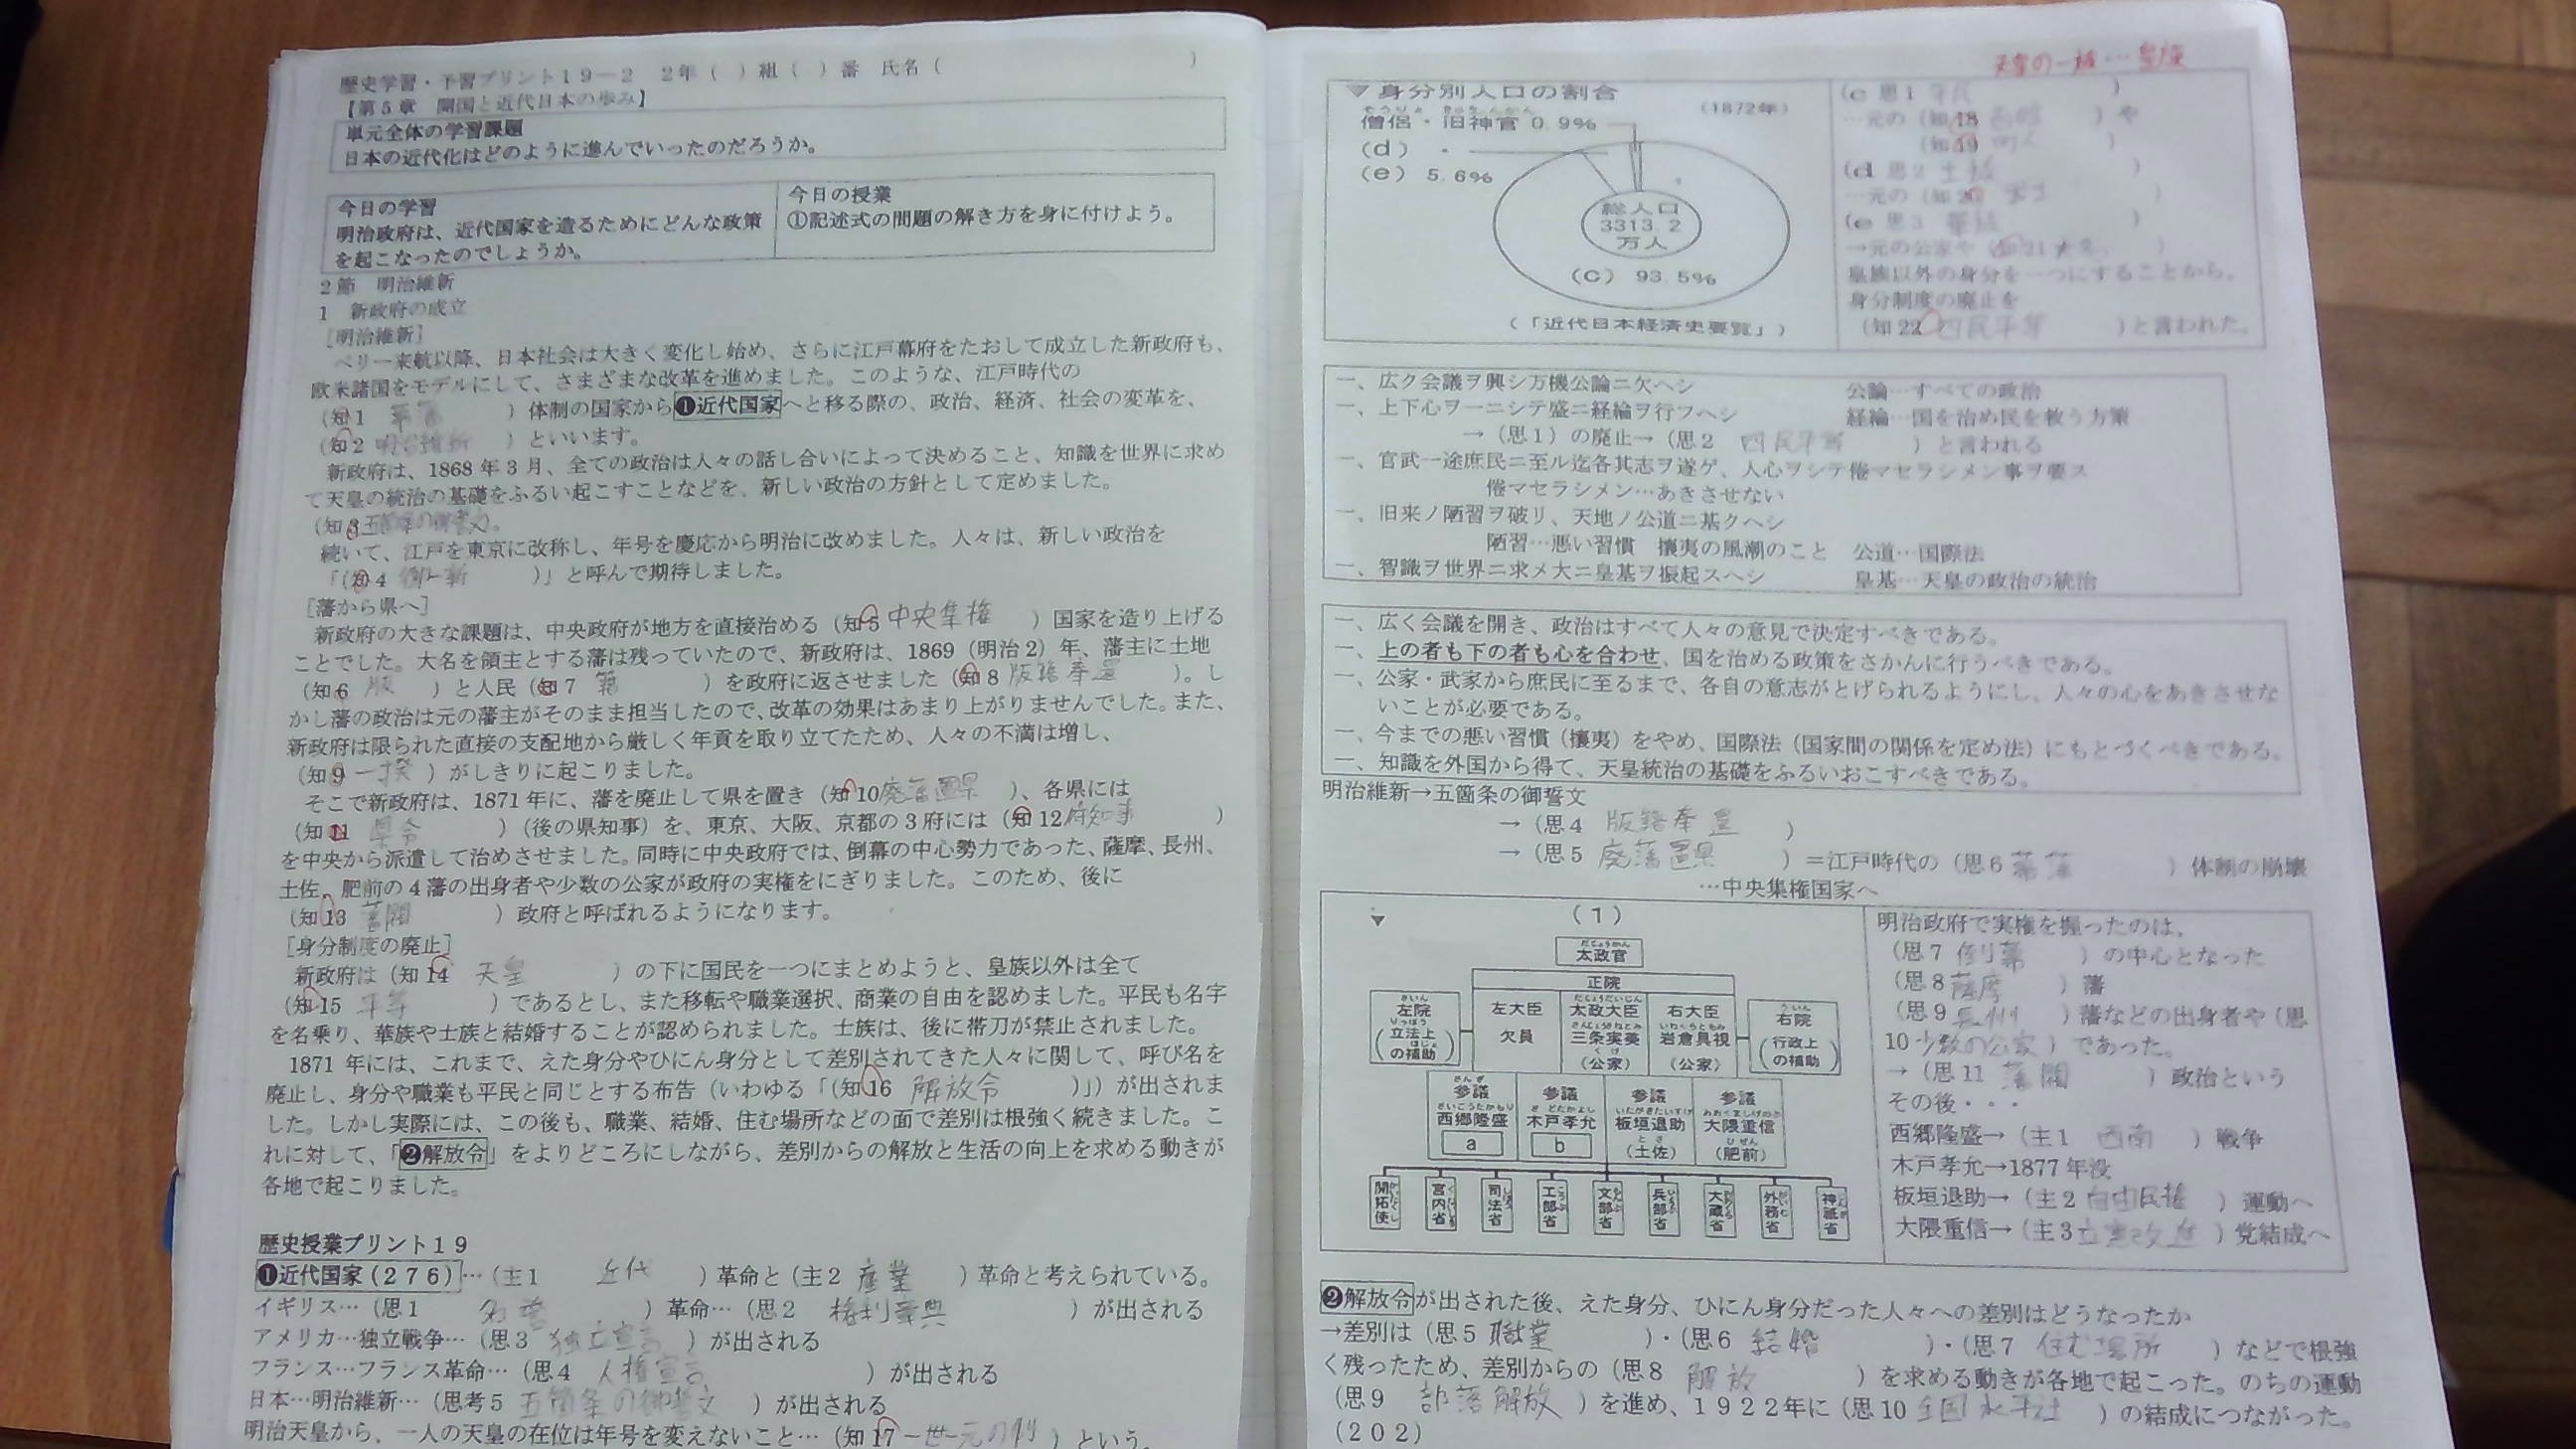 歴史学習・予習プリント19－2　2年（　）組（　）番　氏名（　　　　）
【第5章　開国と近代日本の歩み】
単元全体の学習課題
日本の近代化はどのように進んでいったのだろうか。
今日の学習
明治政府は、近代国家を造るためにどんな政策
を起こなったのでしょうか。
今日の授業
①記述式の問題の解き方を身に付けよう。
2節　明治維新
1　新政府の成立
［明治維新］
ペリー来航以降、日本社会は大きく変化し始め、さらに江戸幕府をたおして成立した新政府も、
欧米諸国をモデルにして、さまざまな改革を進めました。このような、江戸時代の
（知1　幕藩　）体制の国家から❶近代国家へと移る際の、政治、経済、社会の変革を、
（知2　明治維新　）といいます。
新政府は、1868年3月、全ての政治は人々の話し合いによって決めること、知識を世界に求め
て天皇の統治の基礎をふるい起こすことなどを、新しい政治の方針として定めました。
（知3五箇条の御誓文）。
続いて、江戸を東京に改称し、年号を慶応から明治に改めました。人々は、新しい政治を
「（知4　御一新　）」と呼んで期待しました。
［藩から県へ］
新政府の大きな課題は、中央政府が地方を直接治める（知5　中央集権　）国家を造り上げる
ことでした。大名を領主とする藩は残っていたので、新政府は、1869（明治2）年、藩主に土地
（知6　版　）と人民（知7　籍　）を政府に返させました（知8版籍奉還　）。し
かし藩の政治は元の藩主がそのまま担当したので、改革の効果はあまり上がりませんでした。また、
新政府は限られた直接の支配地から厳しく年貢を取り立てたため、人々の不満は増し、
（知9　一揆　）がしきりに起こりました。
そこで新政府は、1871年に、藩を廃止して県を置き（知10廃藩置県　）、各県には
（知11　県令　）（後の県知事）を、東京、大阪、京都の3府には（知12府知事　）
を中央から派遣して治めさせました。同時に中央政府では、倒幕の中心勢力であった、薩摩、長州、
土佐、肥前の4藩の出身者や少数の公家が政府の実権をにぎりました。このため、後に
（知13　藩閥　）政府と呼ばれるようになります。
［身分制度の廃止］
新政府は（知14　天皇　）の下に国民を一つにまとめようと、皇族以外は全て
（知15　平等　）であるとし、また移転や職業選択、商業の自由を認めました。平民も名字
を名乗り、華族や士族と結婚することが認められました。士族は、後に帯刀が禁止されました。
1871年には、これまで、えた身分やひにん身分として差別されてきた人々に関して、呼び名を
廃止し、身分や職業も平民と同じとする布告（いわゆる「（知16　解放令　）」）が出されま
した。しかし実際には、この後も、職業、結婚、住む場所などの面で差別は根強く続きました。こ
れに対して、「❷解放令」をよりどころにしながら、差別からの解放と生活の向上を求める動きが
各地で起こりました。
歴史授業プリント19
❶近代国家（276）…（主1　近代　）革命と（主2　産業　）革命と考えられている。
イギリス…（思1　名誉　）革命…（思2　権利章典　）が出される
アメリカ…独立戦争…（思3　独立宣言　）が出される
フランス…フランス革命…（思4　人権宣言　）が出される
日本…明治維新…（思考5　五箇条の御誓文　）が出される
明治天皇から、一人の天皇の在位は年号を変えないこと…（知17一世一元の制　）という。
天皇の一族…皇族
▼身分別人口の割合
（1872年）
そうりょ　きゅうしんかん
僧侶・旧神官 0.9%
（d）・
（e）5.6%
総人口
3313.2
万人
（c）93.5%
（「近代日本経済史要覧」）
（c 思1 平民　）
…元の（知18　百姓　）や
（知19　町人　）
（d 思2 士族　）
…元の（知20　武士　）
（e 思3　華族　）
→元の公家や（知21大名　）
皇族以外の身分を一つにすることから、
身分制度の廃止を
（知22　四民平等　）と言われた。
一、広ク会議ヲ興シ万機公論ニ欠ヘシ　公論…すべての政治
一、上下心ヲ一ニシテ盛ニ経綸ヲ行フヘシ　経綸…国を治め民を救う方策
→（思1）の廃止→（思2　四民平等　）と言われる
一、官武一途庶民ニ至ル迄各其志ヲ遂ゲ、人心ヲシテ倦マセラシメン事ヲ要ス
倦マセラシメン…あきさせない
一、旧来ノ陋習ヲ破リ、天地ノ公道ニ基クヘシ
陋習…悪い習慣　攘夷の風潮のこと　公道…国際法
一、智識ヲ世界ニ求メ大ニ皇基ヲ振起スヘシ　皇基…天皇の政治の統治
一、広く会議を開き、政治はすべて人々の意見で決定すべきである。
一、上の者も下の者も心を合わせ、国を治める政策をさかんに行うべきである。
一、公家・武家から庶民に至るまで、各自の意志がとげられるようにし、人々の心をあきさせな
いことが必要である。
一、今までの悪い習慣（攘夷）をやめ、国際法（国家間の関係を定め法）にもとづくべきである。
一、知識を外国から得て、天皇統治の基礎をふるいおこすべきである。
明治維新→五箇条の御誓文
→（思4　版籍奉還　）
→（思5　廃藩置県　）＝江戸時代の（思6　幕藩　）体制の崩壊
…中央集権国家へ
▼　（1）
だじょうかん
太政官
正院
さいん
左院
りっぽう
（立法上の補助）
左大臣
欠員
だじょうだいじん
太政大臣
さんじょうさねとみ
三条実美
くげ
（公家）
右大臣
いわくらともみ
岩倉具視
（公家）
ういん
右院
（行政上の補助）
さんぎ
参議
さいごうたかもり
西郷隆盛
a
参議
きどたかよし
木戸孝允
b
参議
いたがきたいすけ
板垣退助
とさ
（土佐）
参議
おおくましげのぶ
大隈重信
ひぜん
（肥前）
開拓使
宮内省
司法省
工部省
文部省
兵部省
大蔵省
外務省
神祇省
明治政府で実権を握ったのは、
（思7　倒幕　）の中心となった
（思8薩摩　）藩
（思9　長州　）藩などの出身者や（思
10 少数の公家）であった。
→（思11　藩閥　）政治という
その後・・・
西郷隆盛→（主1　西南　）戦争
木戸孝允→1877年没
板垣退助→（主2 自由民権　）運動へ
大隈重信→（主3立憲改進　）党結成へ
❷解放令が出された後、えた身分、ひにん身分だった人々への差別はどうなったか
→差別は（思5 職業　）・（思6　結婚　）・（思7　住む場所　）などで根強
く残ったため、差別からの（思8　解放　）を求める動きが各地で起こった。のちの運動
（思9　部落解放　）を進め、1922年に（思10 全国水平社　）の結成につながった。
（202）